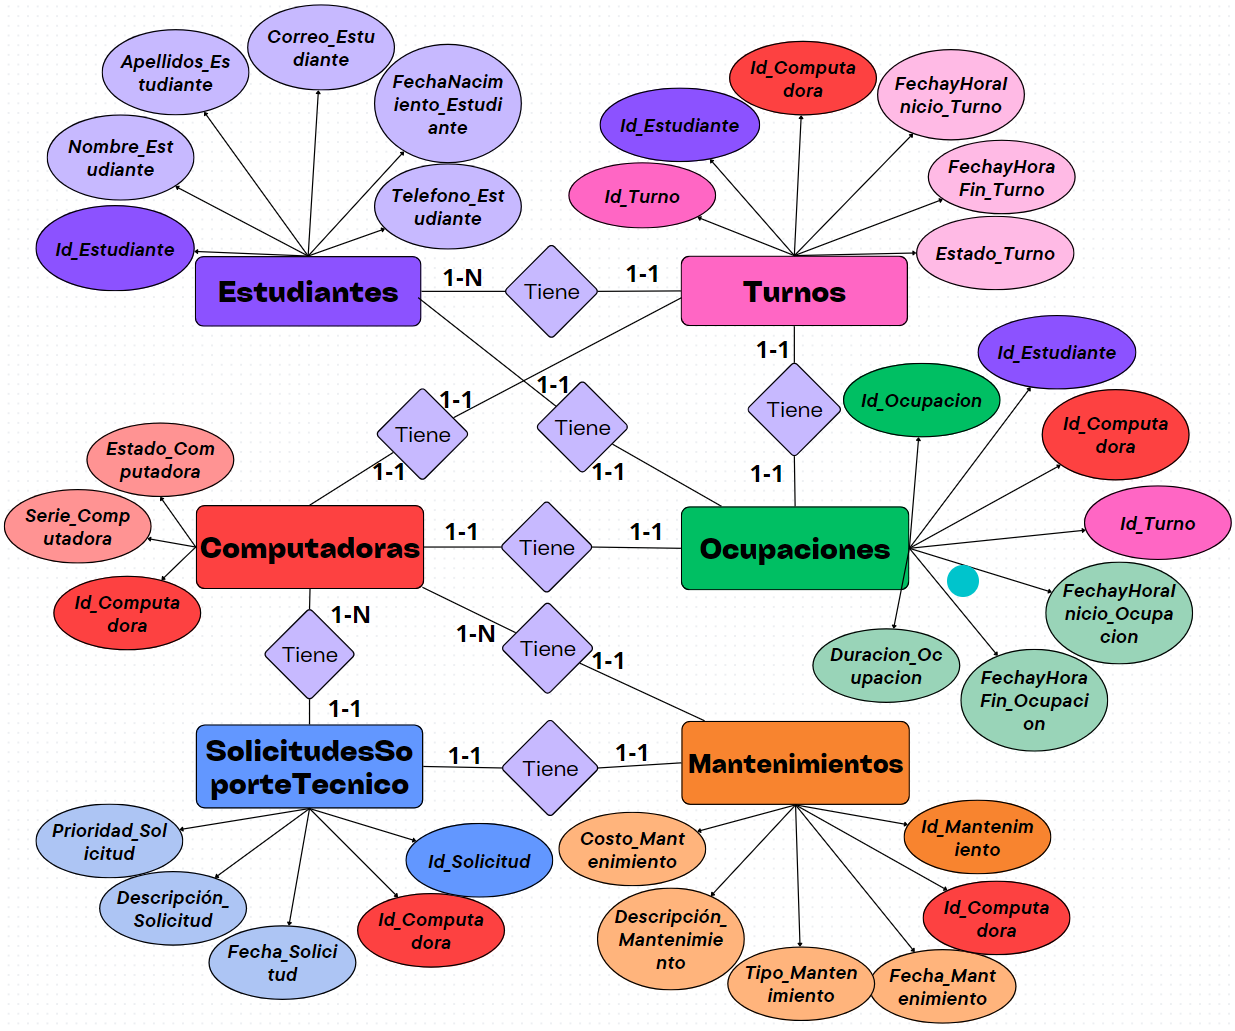 Correo_Estu
diante
Apellidos_Es
tudiante
FechaNacim
iento_Estudi
ante
Nombre_Est
udiante
Telefono_Est
udiante
Id_Estudiante
Estudiantes
1-N
Tiene
1-1
Id_Computa
dora
FechayHoraI
nicio_Turno
Id_Estudiante
FechayHora
Fin_Turno
Id_Turno
Estado_Turno
Turnos
1-1
Tiene
1-1
1-1
Tiene
1-1
1-1
Tiene
1-1
Id_Estudiante
Id_Ocupacion
Id_Computa
dora
Id_Turno
FechayHoraI
nicio_Ocupa
cion
FechayHora
Fin_Ocupaci
on
Duracion_Oc
upacion
Ocupaciones
Estado_Com
putadora
Serie_Comp
utadora
Id_Computa
dora
Computadoras
1-1
Tiene
1-1
1-N
Tiene
1-1
1-N
Tiene
1-1
SolicitudesSo
porteTecnico
1-1
Tiene
1-1
Mantenimientos
Prioridad_Sol
icitud
Descripción_
Solicitud
Fecha_Solici
tud
Id_Computa
dora
Id_Solicitud
Costo_Mant
enimiento
Descripción_
Mantenimie
nto
Tipo_Manten
imiento
Fecha_Mant
enimiento
Id_Computa
dora
Id_Mantenim
iento